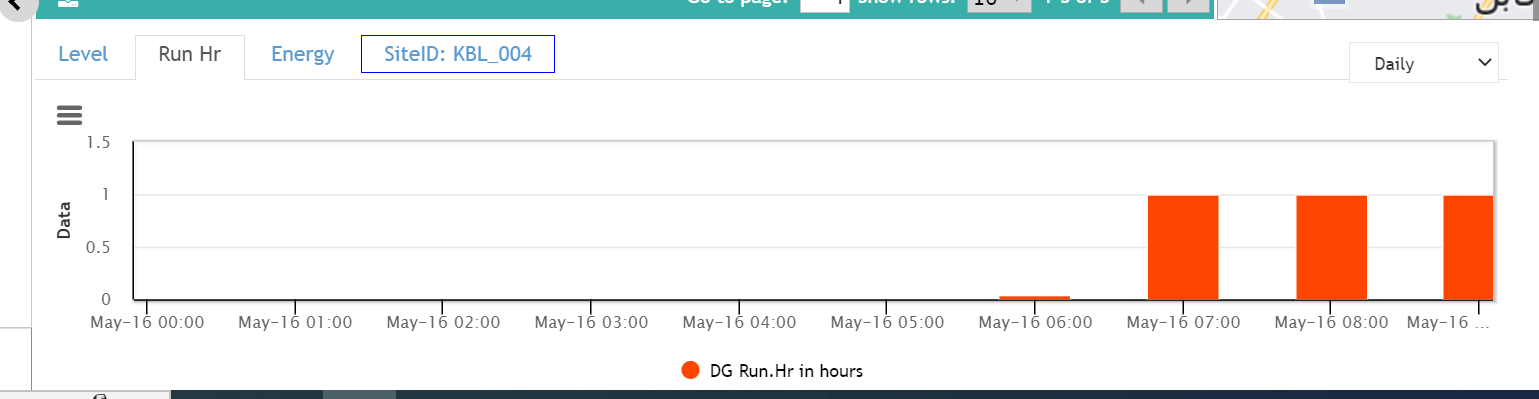 Go to page: Show rows: 10
Level
Run Hr
Energy
SiteID: KBL_004
Daily
1.5
1
0.5
0
Data
May-16 00:00
May-16 01:00
May-16 02:00
May-16 03:00
May-16 04:00
May-16 05:00
May-16 06:00
May-16 07:00
May-16 08:00
May-16 ...
DG Run.Hr in hours